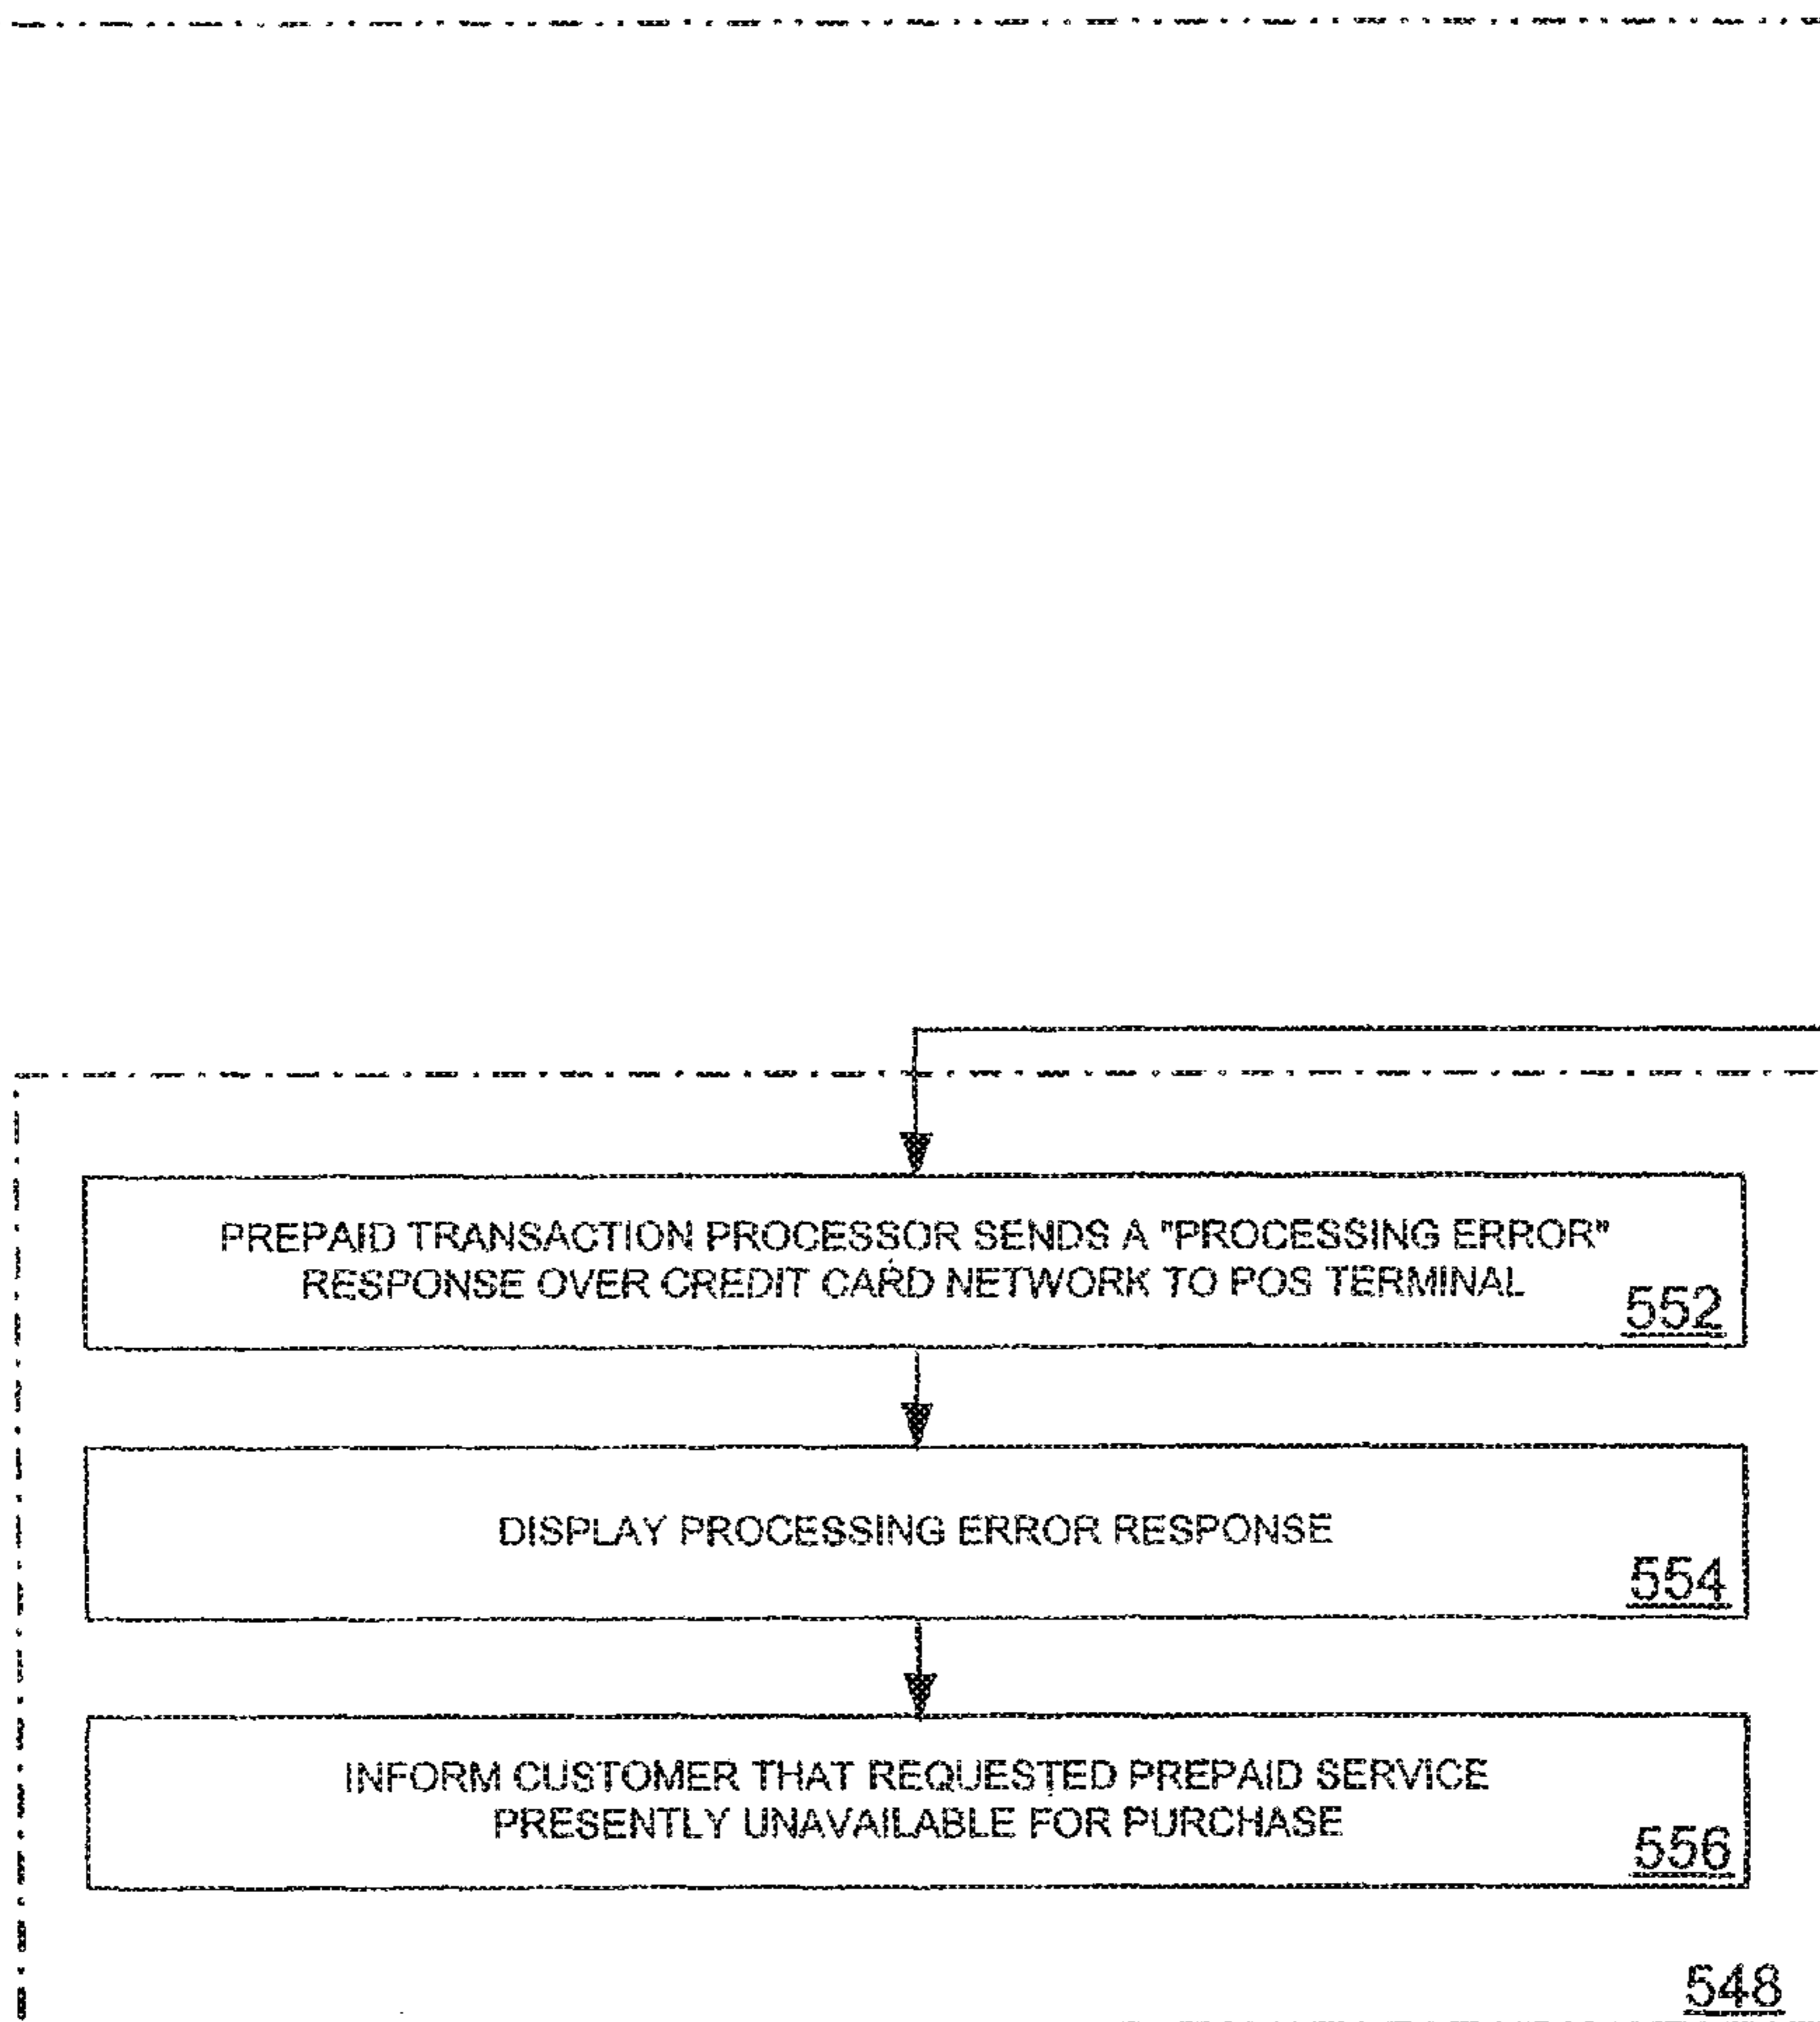 PREPAID TRANSACTION PROCESSOR SENDS A "PROCESSING ERROR"
RESPONSE OVER CREDIT CARD NETWORK TO POS TERMINAL
552
DISPLAY PROCESSING ERROR RESPONSE
554
INFORM CUSTOMER THAT REQUESTED PREPAID SERVICE
PRESENTLY UNAVAILABLE FOR PURCHASE
556
548